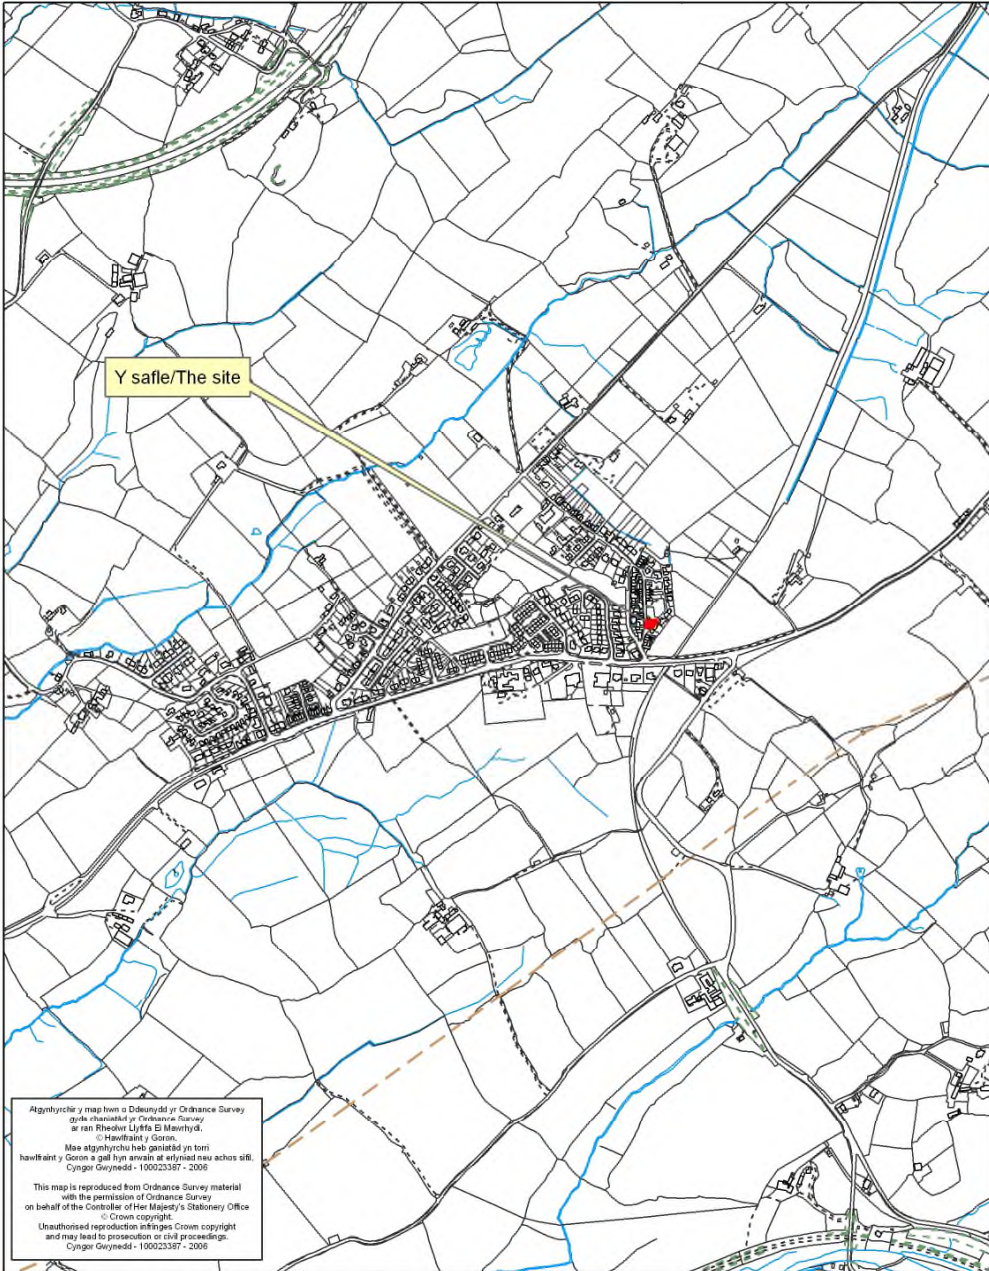 Y safle/The site
Atgynhyrchir y map hwn o Ddeunydd yr Ordnance Survey
gyda chaniatâd yr Ordnance Survey
ar ran Rheolwr Llyfrfa Ei Mawrhydi.
© Hawlfraint y Goron.
Mae atgynhyrchu heb ganiatâd yn torri
hawlfraint y Goron a gall hyn arwain at erlyniad neu achos sifil.
Cyngor Gwynedd - 100023387 - 2006
This map is reproduced from Ordnance Survey material
with the permission of Ordnance Survey
on behalf of the Controller of Her Majesty's Stationery Office
© Crown copyright.
Unauthorised reproduction infringes Crown copyright
and may lead to prosecution or civil proceedings.
Cyngor Gwynedd - 100023387 - 2006